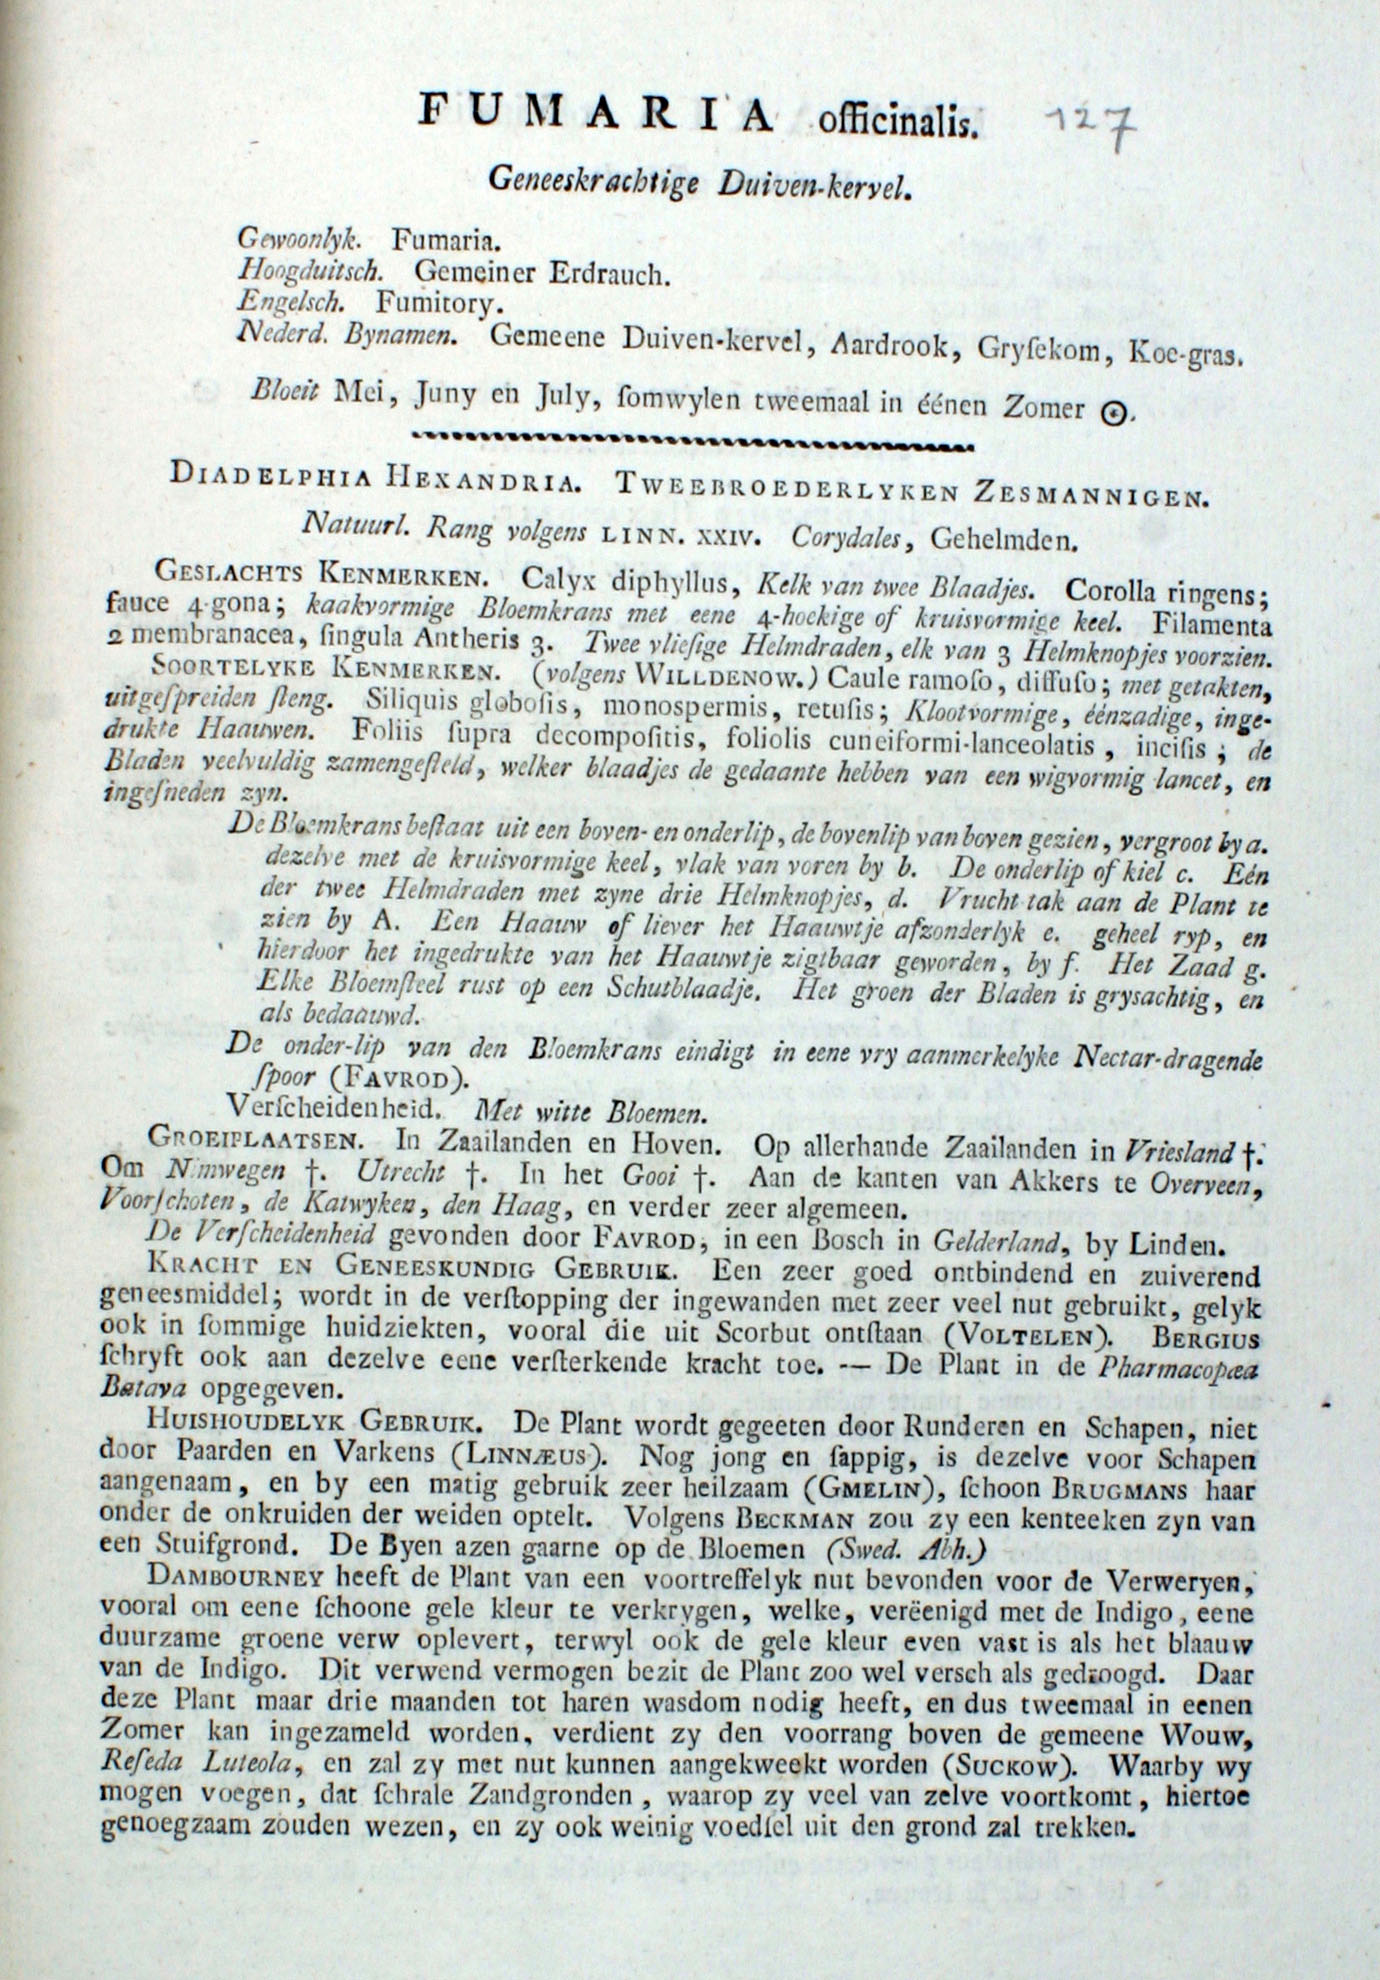 FUMARIA officinalis. 127
Geneeskrachtige Duiven-kervel.
Gewoonlyk. Fumaria.
Hoogduitsch. Gemeiner Erdrauch.
Engelsch. Fumitory.
Nederd. Bynamen. Gemeene Duiven-kervel, Aardrook, Gryſekom, Koe-gras.
Bloeit Mei, Juny en July, ſomwylen tweemaal in éénen Zomer ☉.
DIADELPHIA HEXANDRIA. TWEEBROEDERLYKEN ZESMANNIGEN.
Natuurl. Rang volgens LINN. XXIV. Corydales, Gehelmden.
GESLACHTS KENMERKEN. Calyx diphyllus, Kelk van twee Blaadjes. Corolla ringens;
fauce 4-gona; kaakvormige Bloemkrans met eene 4-hoekige of kruisvormige keel. Filamenta
2 membranacea, ſingula Antheris 3. Twee vlieſige Helmdraden, elk van 3 Helmknopjes voorzien.
SOORTELYKE KENMERKEN. (volgens WILLDENOW.) Caule ramoſo, diffuſo; met getakten,
uitgeſpreiden ſteng. Siliquis globoſis, monospermis, retuſis; Klootvormige, éénzadige, inge-
drukte Haauwen. Foliis ſupra decompoſitis, foliolis cuneiformi-lanceolatis, inciſis; de
Bladen veelvuldig zamengeſteld, welker blaadjes de gedaante hebben van een wigvormig lancet, en
ingeſneden zyn.
De Bloemkrans beſtaat uit een boven- en onderlip, de bovenlip van boven gezien, vergroot by a.
dezelve met de kruisvormige keel, vlak van voren by b. De onderlip of kiel c. Eén
der twee Helmdraden met zyne drie Helmknopjes, d. Vrucht-tak aan de Plant te
zien by A. Een Haauw of liever het Haauwtje afzonderlyk e. geheel ryp, en
hierdoor het ingedrukte van het Haauwtje zigtbaar geworden, by f. Het Zaad g.
Elke Bloemſteel rust op een Schutblaadje. Het groen der Bladen is grysachtig, en
als bedaauwd.
De onder-lip van den Bloemkrans eindigt in eene vry aanmerkelyke Nectar-dragende
ſpoor (FAVROD).
Verſcheidenheid. Met witte Bloemen.
GROEIPLAATSEN. In Zaailanden en Hoven. Op allerhande Zaailanden in Vriesland †.
Om Nimwegen †. Utrecht †. In het Gooi †. Aan de kanten van Akkers te Overveen,
Voorſchoten, de Katwyken, den Haag, en verder zeer algemeen.
De Verſcheidenheid gevonden door FAVROD, in een Bosch in Gelderland, by Linden.
KRACHT EN GENEESKUNDIG GEBRUIK. Een zeer goed ontbindend en zuiverend
geneesmiddel; wordt in de verſtopping der ingewanden met zeer veel nut gebruikt, gelyk
ook in ſommige huidziekten, vooral die uit Scorbut ontſtaan (VOLTELEN). BERGIUS
ſchryft ook aan dezelve eene verſterkende kracht toe. — De Plant in de Pharmacopœa
Batava opgegeven.
HUISHOUDELYK GEBRUIK. De Plant wordt gegeeten door Runderen en Schapen, niet
door Paarden en Varkens (LINNÆUS). Nog jong en ſappig, is dezelve voor Schapen
aangenaam, en by een matig gebruik zeer heilzaam (GMELIN), ſchoon BRUGMANS haar
onder de onkruiden der weiden optelt. Volgens BECKMAN zou zy een kenteeken zyn van
een Stuifgrond. De Byen azen gaarne op de Bloemen (Swed. Abh.)
DAMBOURNEY heeft de Plant van een voortreffelyk nut bevonden voor de Verweryen,
vooral om eene ſchoone gele kleur te verkrygen, welke, verëenigd met de Indigo, eene
duurzame groene verw oplevert, terwyl ook de gele kleur even vast is als het blaauw
van de Indigo. Dit verwend vermogen bezit de Plant zoo wel versch als gedroogd. Daar
deze Plant maar drie maanden tot haren wasdom nodig heeft, en dus tweemaal in eenen
Zomer kan ingezameld worden, verdient zy den voorrang boven de gemeene Wouw,
Reſeda Luteola, en zal zy met nut kunnen aangekweekt worden (SUCKOW). Waarby wy
mogen voegen, dat ſchrale Zandgronden, waarop zy veel van zelve voortkomt, hiertoe
genoegzaam zouden wezen, en zy ook weinig voedſel uit den grond zal trekken.